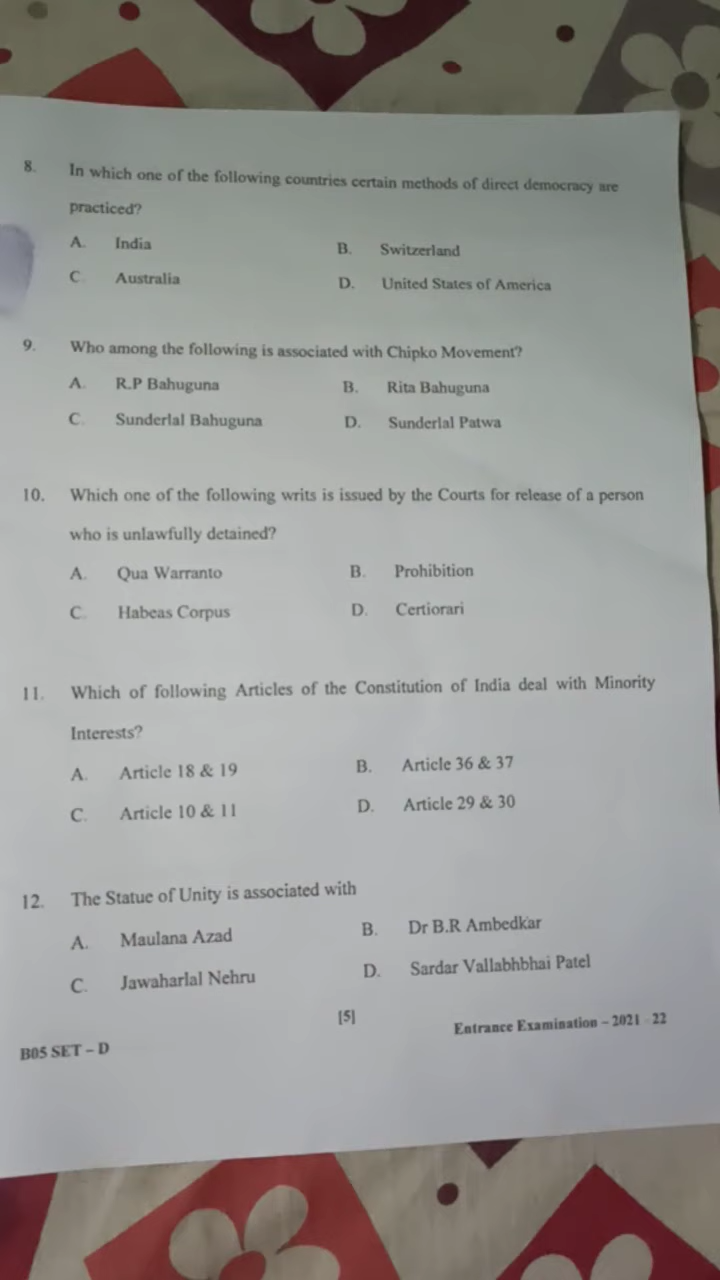 8. In which one of the following countries certain methods of direct democracy are
practiced?
A. India B. Switzerland
C. Australia D. United States of America
9. Who among the following is associated with Chipko Movement?
A. R.P Bahuguna B. Rita Bahuguna
C. Sunderlal Bahuguna D. Sunderlal Patwa
10. Which one of the following writs is issued by the Courts for release of a person
who is unlawfully detained?
A. Qua Warranto B. Prohibition
C. Habeas Corpus D. Certiorari
11. Which of following Articles of the Constitution of India deal with Minority
Interests?
A. Article 18 & 19 B. Article 36 & 37
C. Article 10 & 11 D. Article 29 & 30
12. The Statue of Unity is associated with
A. Maulana Azad B. Dr B.R Ambedkar
C. Jawaharlal Nehru D. Sardar Vallabhbhai Patel
[5]
B05 SET – D Entrance Examination – 2021 22